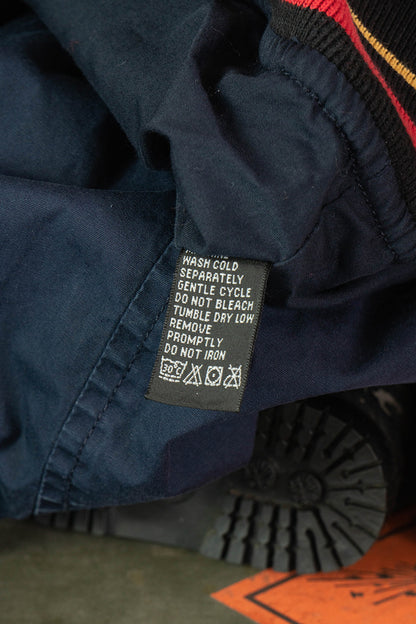 WASH COLD
SEPARATELY
GENTLE CYCLE
DO NOT BLEACH
TUMBLE DRY LOW
REMOVE
PROMPTLY
DO NOT IRON
30°C